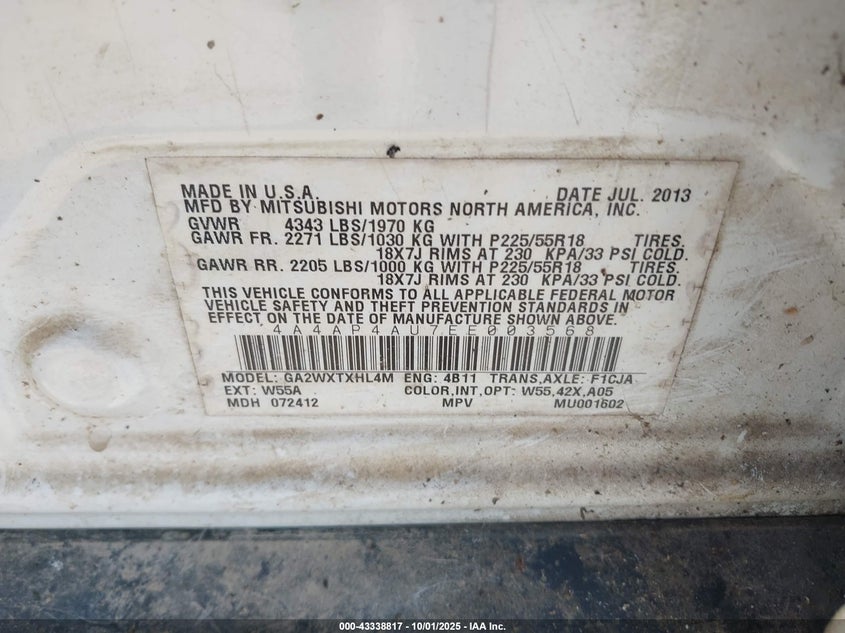 MADE IN U.S.A. DATE JUL. 2013
MFD BY MITSUBISHI MOTORS NORTH AMERICA, INC.
GVWR 4343 LBS/1970 KG
GAWR FR. 2271 LBS/1030 KG WITH P225/55R18 TIRES.
18X7J RIMS AT 230 KPA/33 PSI COLD.
GAWR RR. 2205 LBS/1000 KG WITH P225/55R18 TIRES.
18X7J RIMS AT 230 KPA/33 PSI COLD.
THIS VEHICLE CONFORMS TO ALL APPLICABLE FEDERAL MOTOR
VEHICLE SAFETY AND THEFT PREVENTION STANDARDS IN
EFFECT ON THE DATE OF MANUFACTURE SHOWN ABOVE.
4A4AP4AU7EE003568
MODEL: GA2WXTXHL4M ENG: 4B11 TRANS,AXLE: F1CJA
EXT: W55A COLOR,INT,OPT: W55,42X,A05
MDH 072412 MPV MU001602
000-43338817 - 10/01/2025 - IAA Inc.